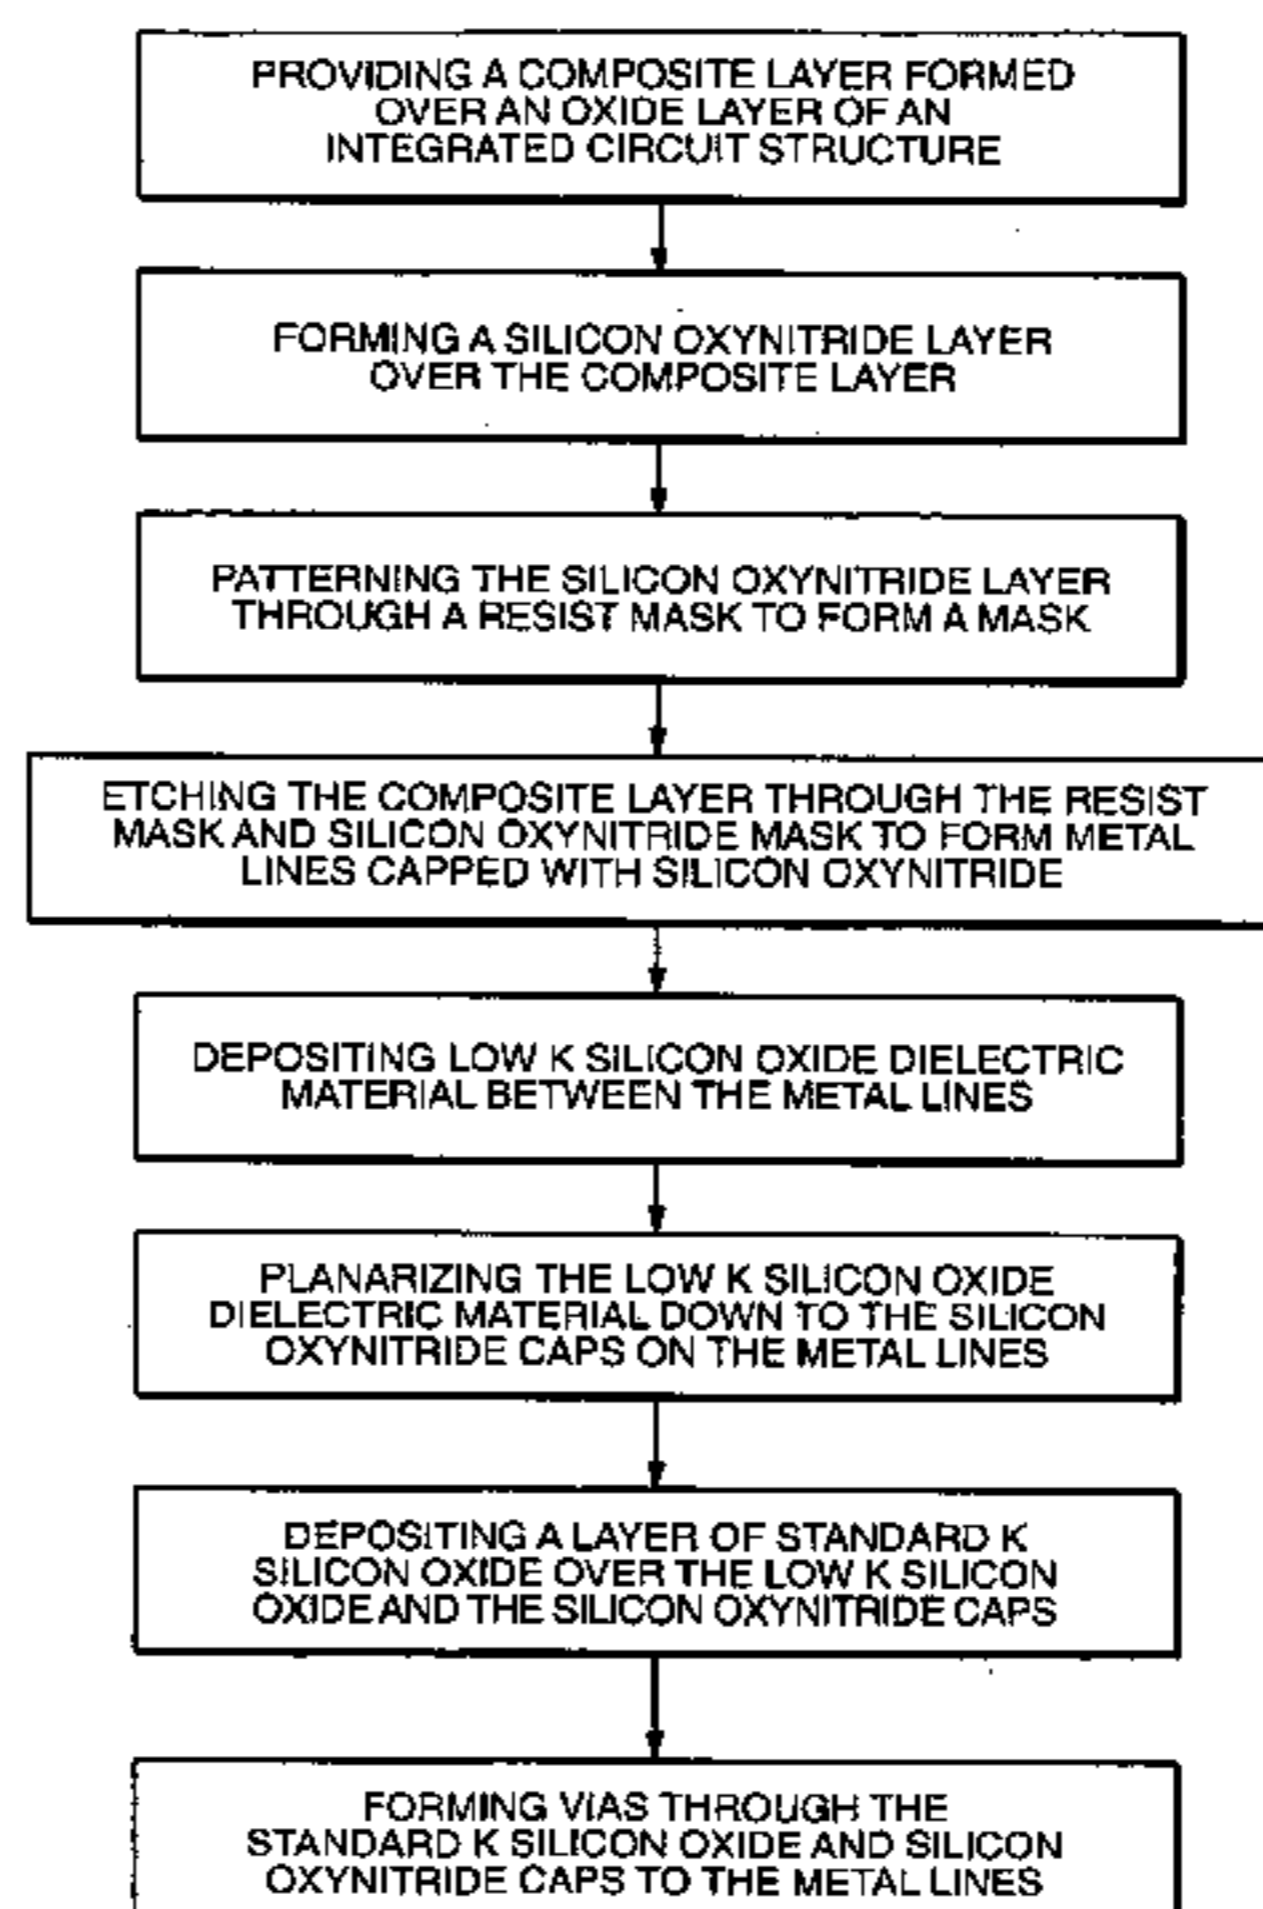 PROVIDING A COMPOSITE LAYER FORMED
OVER AN OXIDE LAYER OF AN
INTEGRATED CIRCUIT STRUCTURE
FORMING A SILICON OXYNITRIDE LAYER
OVER THE COMPOSITE LAYER
PATTERNING THE SILICON OXYNITRIDE LAYER
THROUGH A RESIST MASK TO FORM A MASK
ETCHING THE COMPOSITE LAYER THROUGH THE RESIST
MASK AND SILICON OXYNITRIDE MASK TO FORM METAL
LINES CAPPED WITH SILICON OXYNITRIDE
DEPOSITING LOW K SILICON OXIDE DIELECTRIC
MATERIAL BETWEEN THE METAL LINES
PLANARIZING THE LOW K SILICON OXIDE
DIELECTRIC MATERIAL DOWN TO THE SILICON
OXYNITRIDE CAPS ON THE METAL LINES
DEPOSITING A LAYER OF STANDARD K
SILICON OXIDE OVER THE LOW K SILICON
OXIDE AND THE SILICON OXYNITRIDE CAPS
FORMING VIAS THROUGH THE
STANDARD K SILICON OXIDE AND SILICON
OXYNITRIDE CAPS TO THE METAL LINES